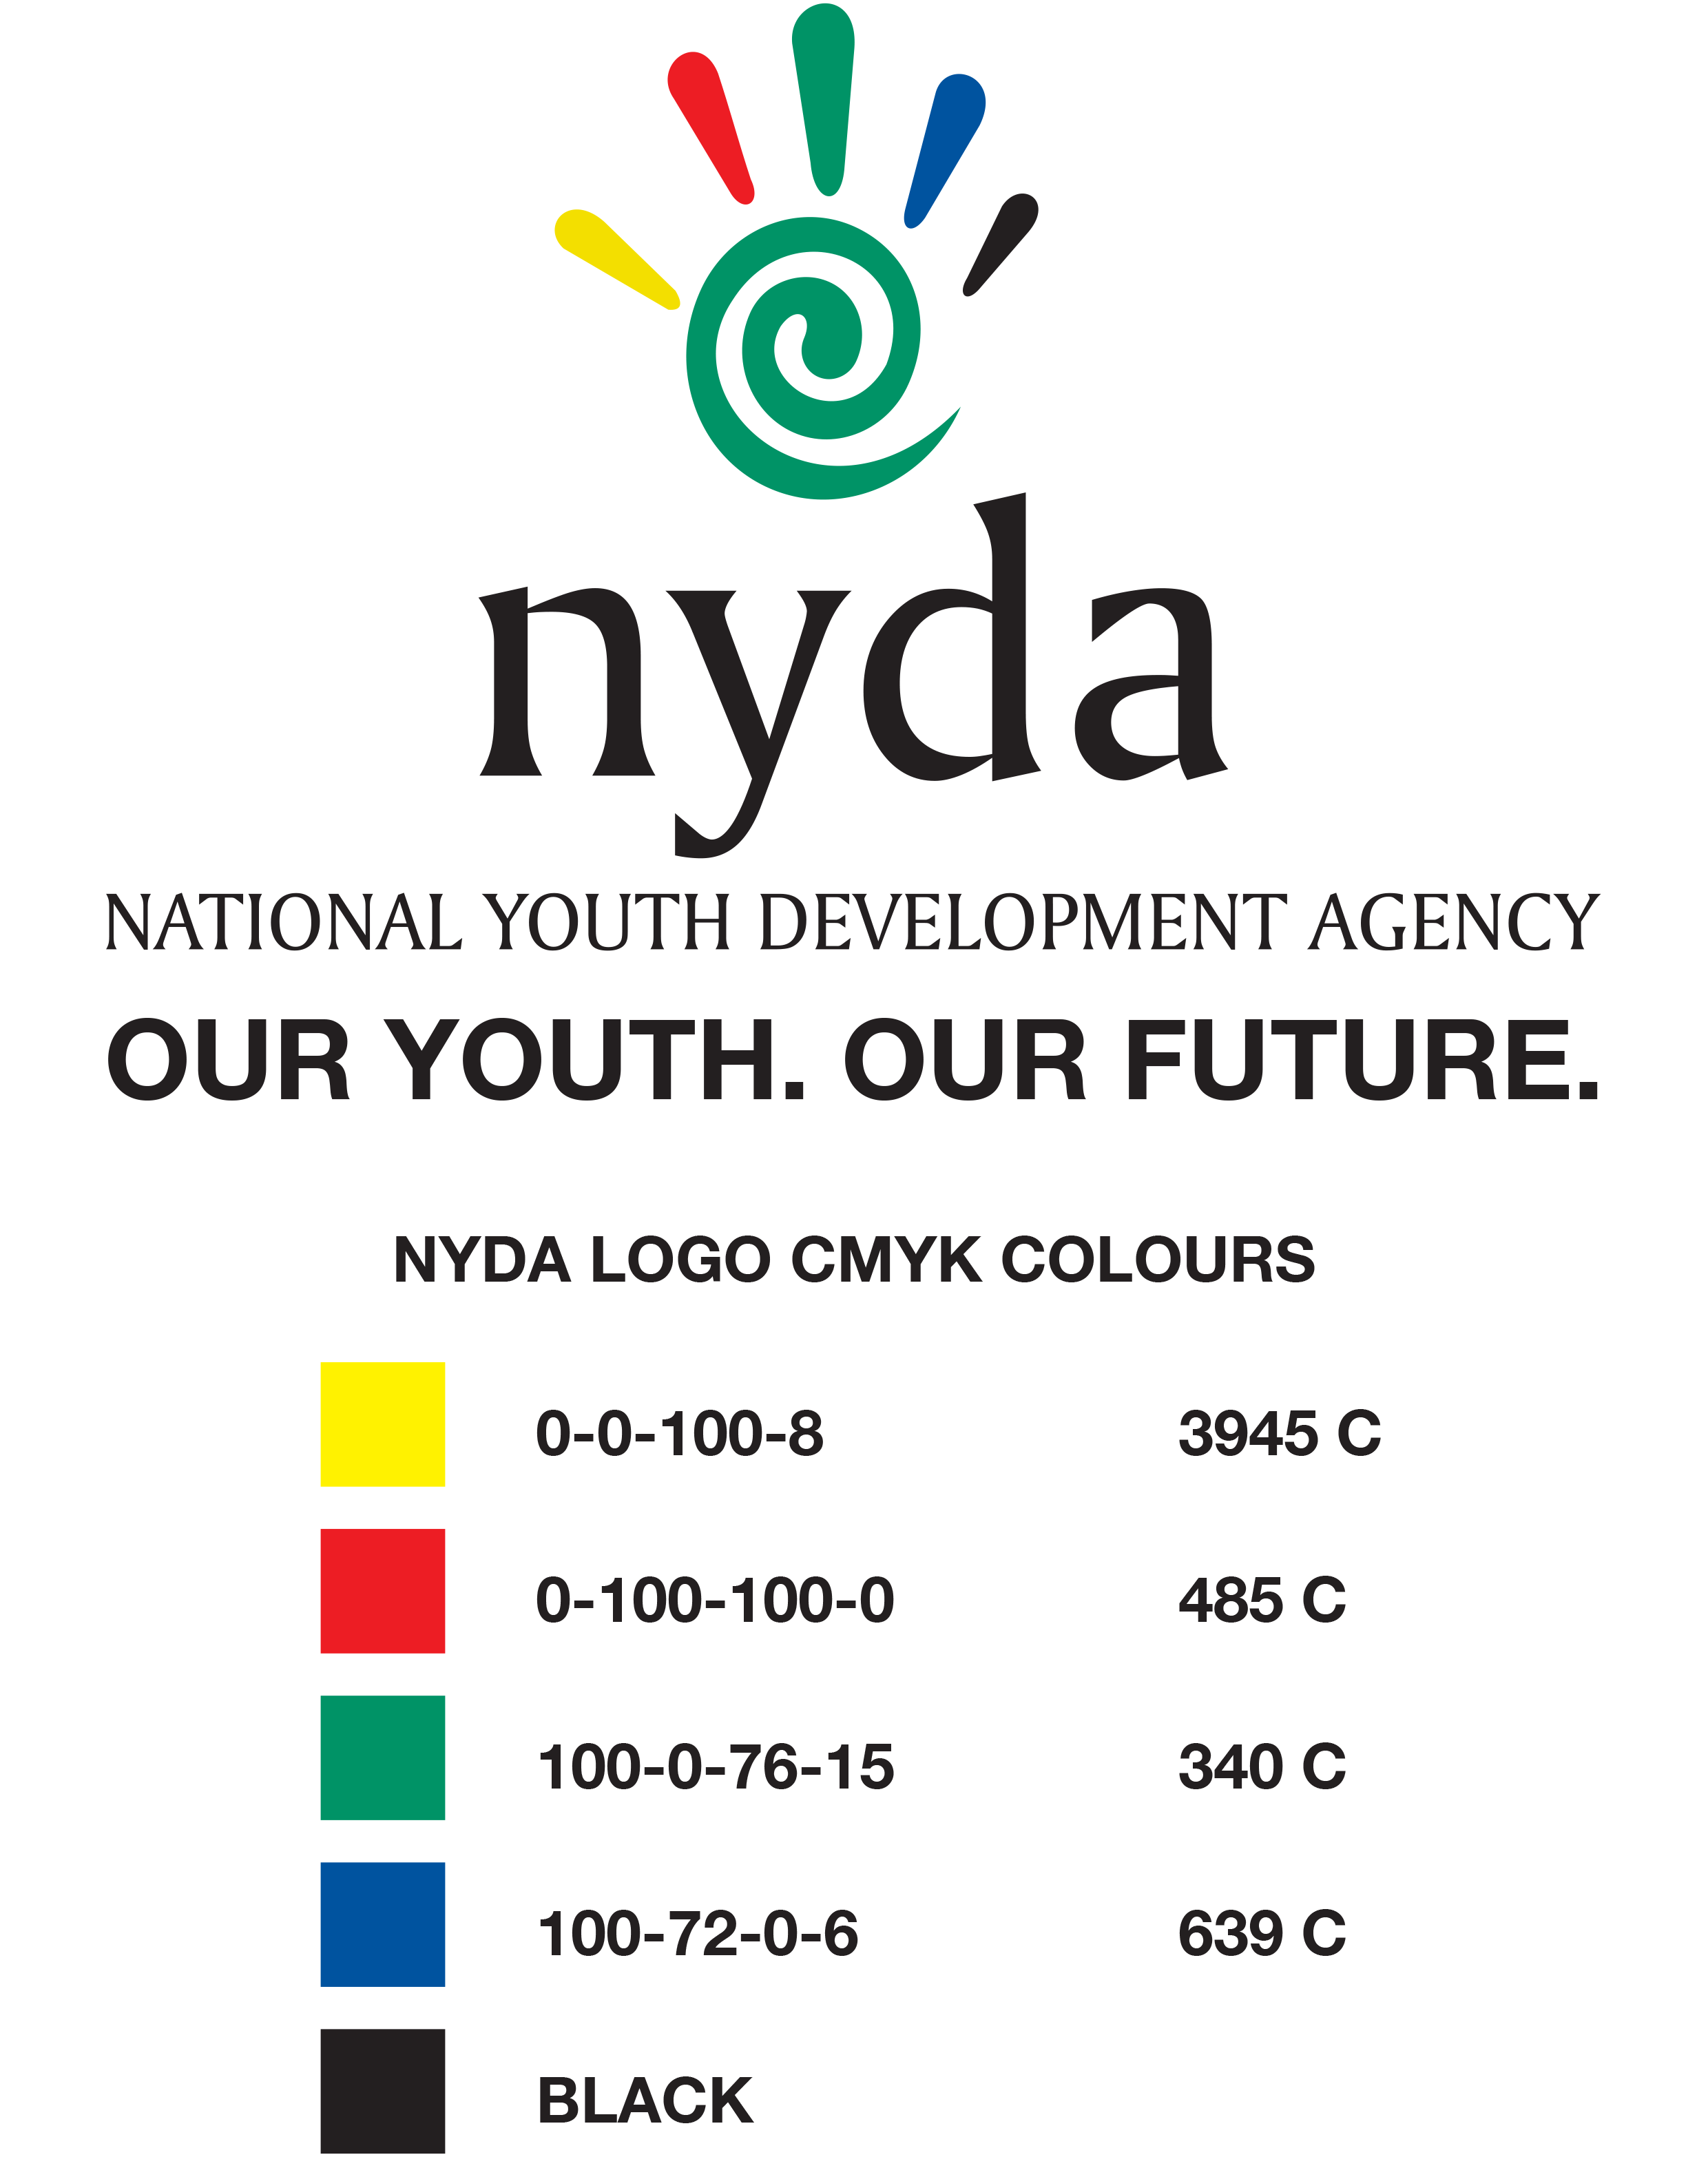 nyda
NATIONAL YOUTH DEVELOPMENT AGENCY
OUR YOUTH. OUR FUTURE.
NYDA LOGO CMYK COLOURS
0-0-100-8 3945 C
0-100-100-0 485 C
100-0-76-15 340 C
100-72-0-6 639 C
BLACK